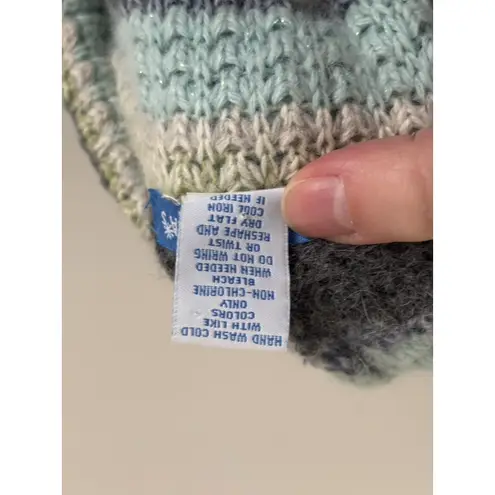 HAND WASH COLD
WITH LIKE
COLORS
ONLY
NON-CHLORINE
BLEACH
WHEN NEEDED
DO NOT WRING
OR TWIST
RESHAPE AND
DRY FLAT
COOL IRON
IF NEEDED